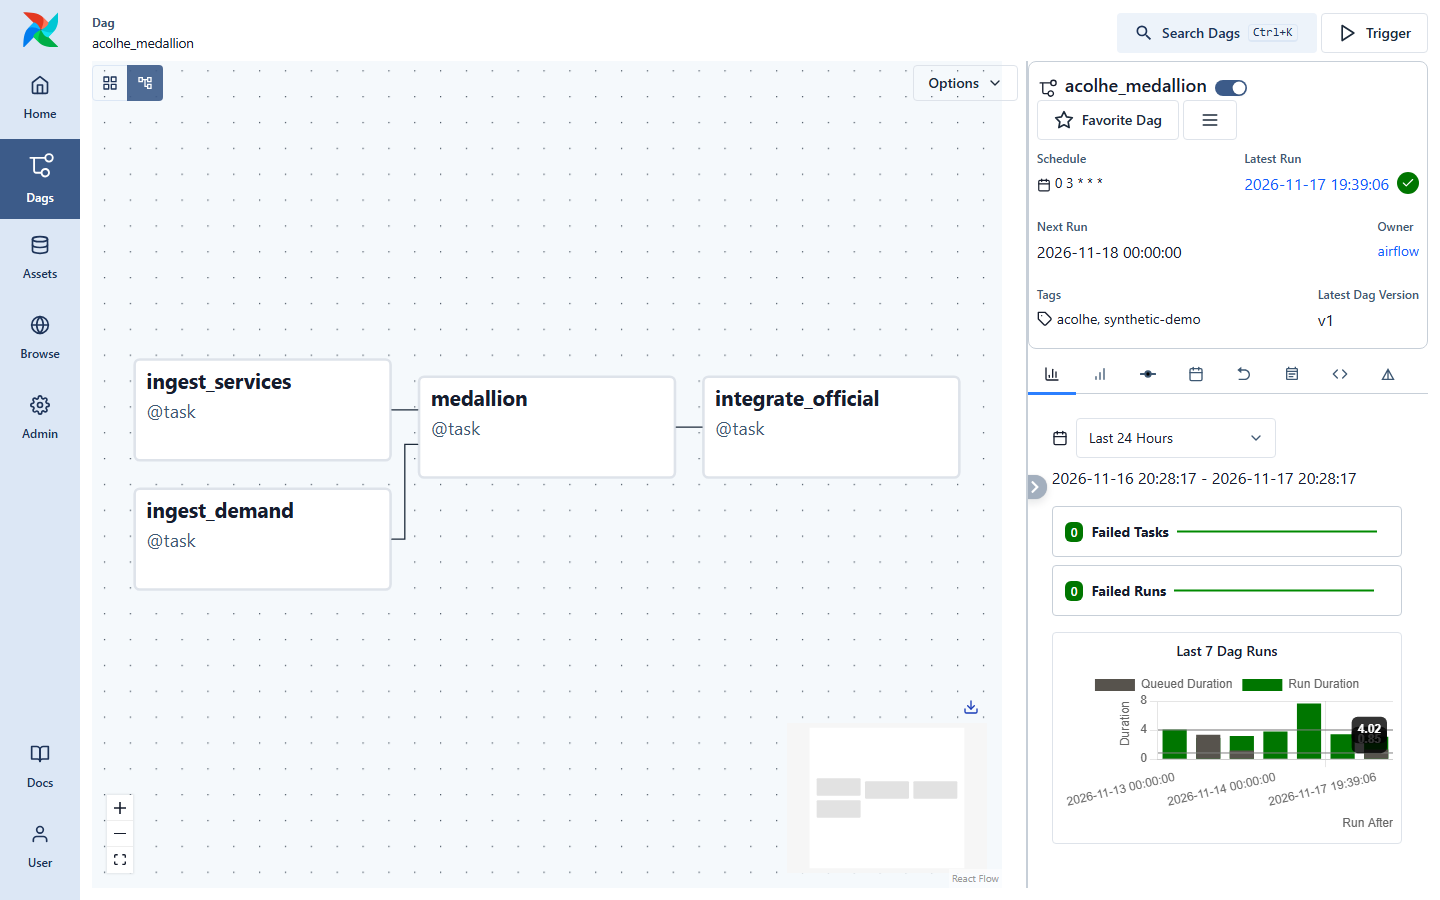 Dag
acolhe_medallion
Search Dags Ctrl+K
Trigger
Home
Dags
Assets
Browse
Admin
Docs
User
Options
ingest_services
@task
ingest_demand
@task
medallion
@task
integrate_official
@task
React Flow
acolhe_medallion
Favorite Dag
Schedule
Latest Run
0 3 * * *
2026-11-17 19:39:06
Next Run
Owner
2026-11-18 00:00:00
airflow
Tags
Latest Dag Version
acolhe, synthetic-demo
v1
Last 24 Hours
2026-11-16 20:28:17 - 2026-11-17 20:28:17
0 Failed Tasks
0 Failed Runs
Last 7 Dag Runs
Queued Duration
Run Duration
Duration
8
4
0
4.02
0.85
2026-11-13 00:00:00
2026-11-14 00:00:00
2026-11-17 19:39:06
Run After